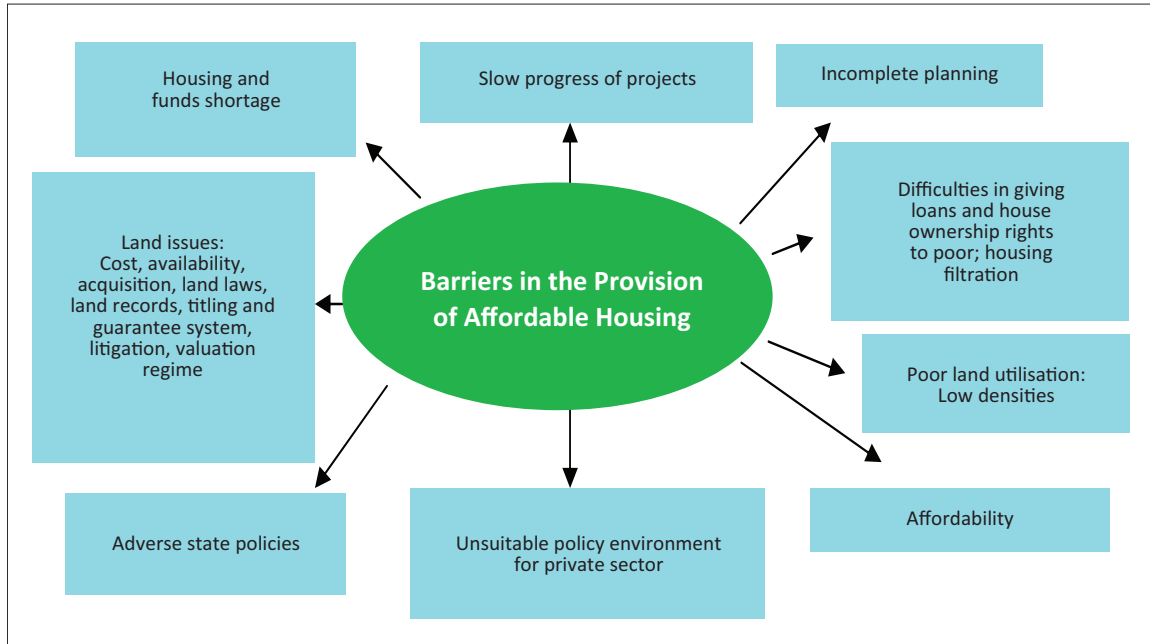 Housing and
funds shortage
Slow progress of projects
Incomplete planning
Difficulties in giving
loans and house
ownership rights
to poor; housing
filtration
Land issues:
Cost, availability,
acquisition, land laws,
land records, titling and
guarantee system,
litigation, valuation
regime
Barriers in the Provision
of Affordable Housing
Poor land utilisation:
Low densities
Adverse state policies
Unsuitable policy environment
for private sector
Affordability